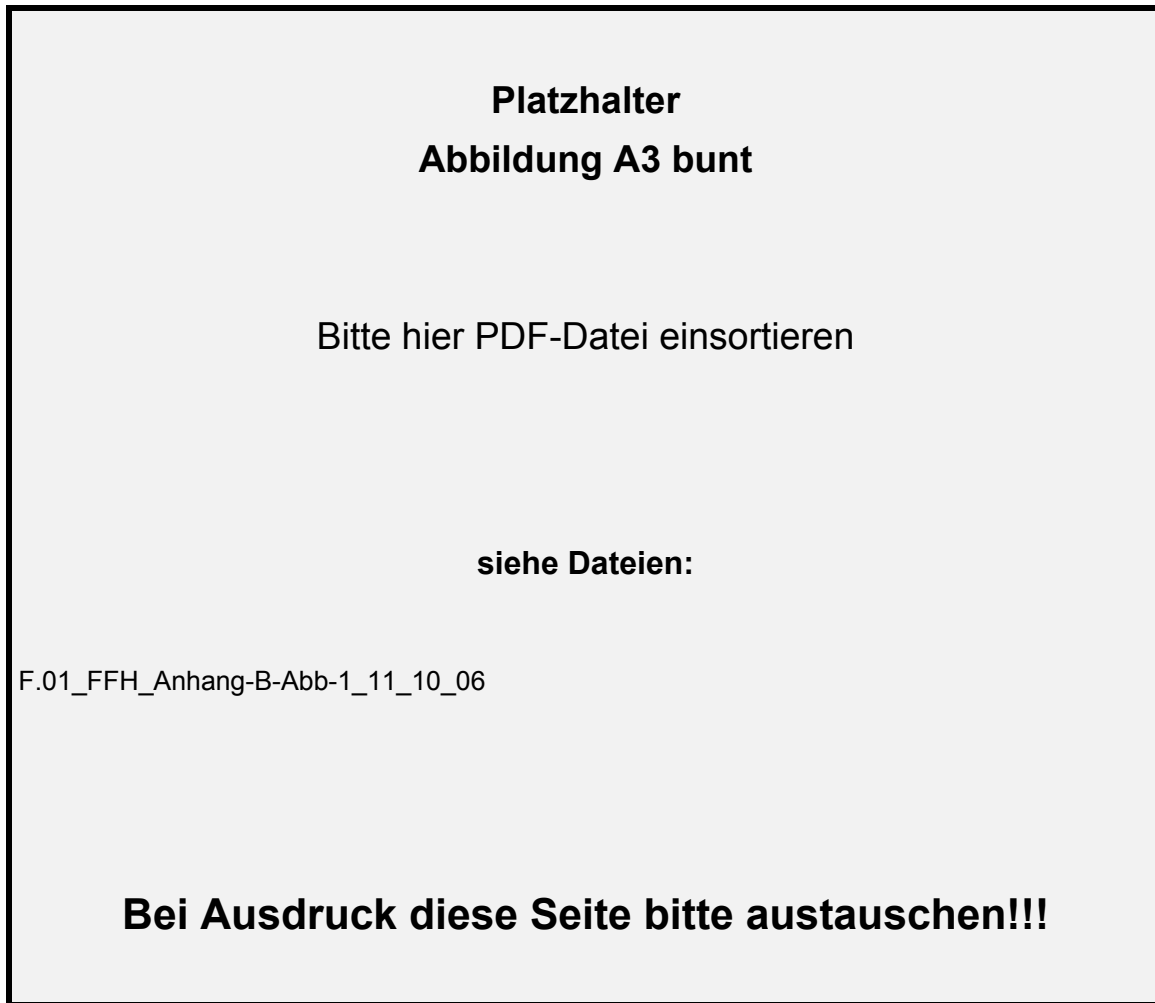 Platzhalter
Abbildung A3 bunt
Bitte hier PDF-Datei einsortieren
siehe Dateien:
F.01_FFH_Anhang-B-Abb-1_11_10_06
Bei Ausdruck diese Seite bitte austauschen!!!